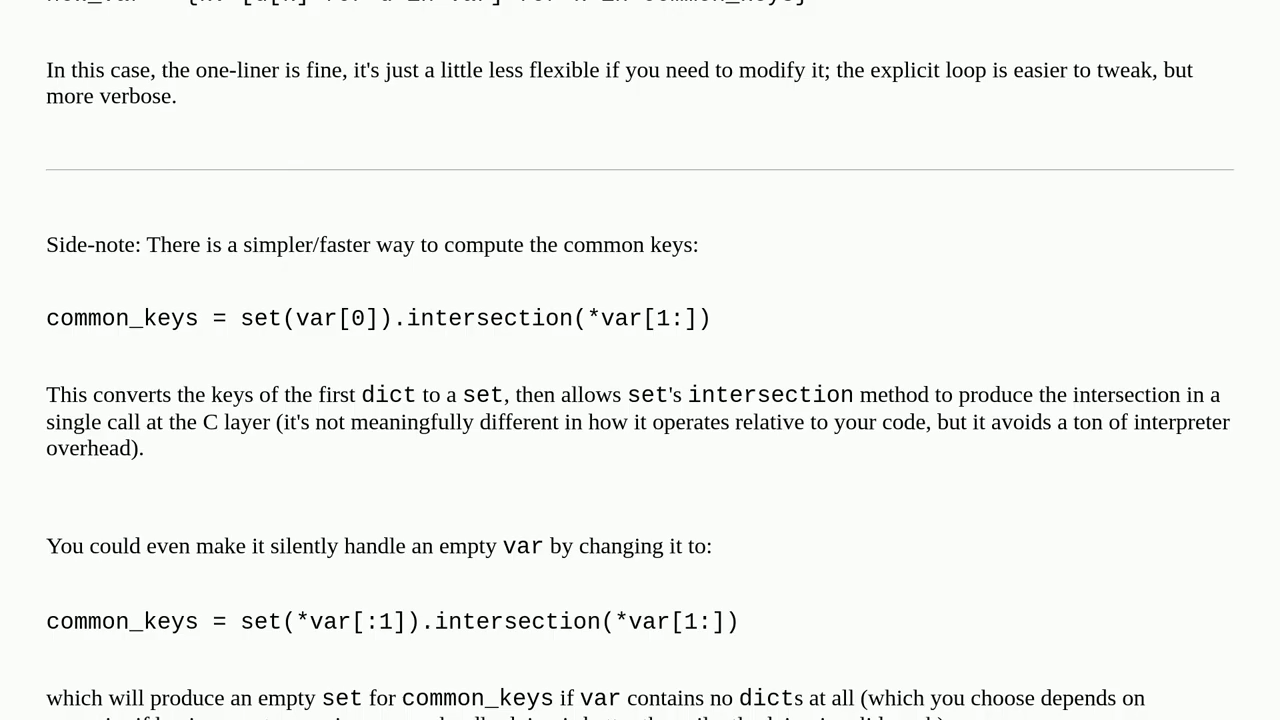 In this case, the one-liner is fine, it's just a little less flexible if you need to modify it; the explicit loop is easier to tweak, but
more verbose.
Side-note: There is a simpler/faster way to compute the common keys:
common_keys = set(var[0]).intersection(*var[1:])
This converts the keys of the first dict to a set, then allows set's intersection method to produce the intersection in a
single call at the C layer (it's not meaningfully different in how it operates relative to your code, but it avoids a ton of interpreter
overhead).
You could even make it silently handle an empty var by changing it to:
common_keys = set(*var[:1]).intersection(*var[1:])
which will produce an empty set for common_keys if var contains no dicts at all (which you choose depends on